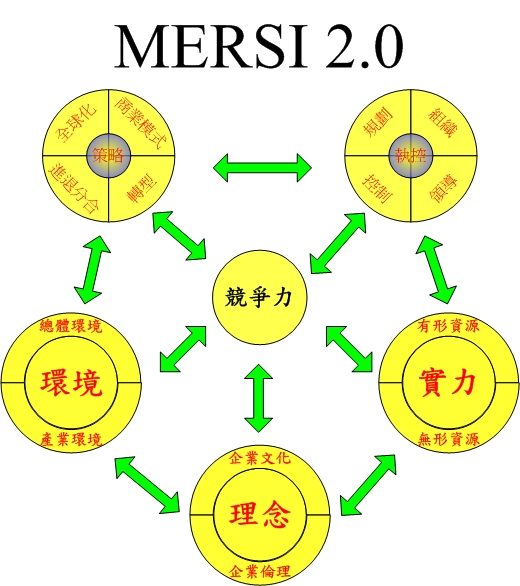 MERSI 2.0
全球化
商業模式
策略
進退分合
轉型
規劃
組織
執控
控制
領導
競爭力
總體環境
環境
產業環境
有形資源
實力
無形資源
企業文化
理念
企業倫理